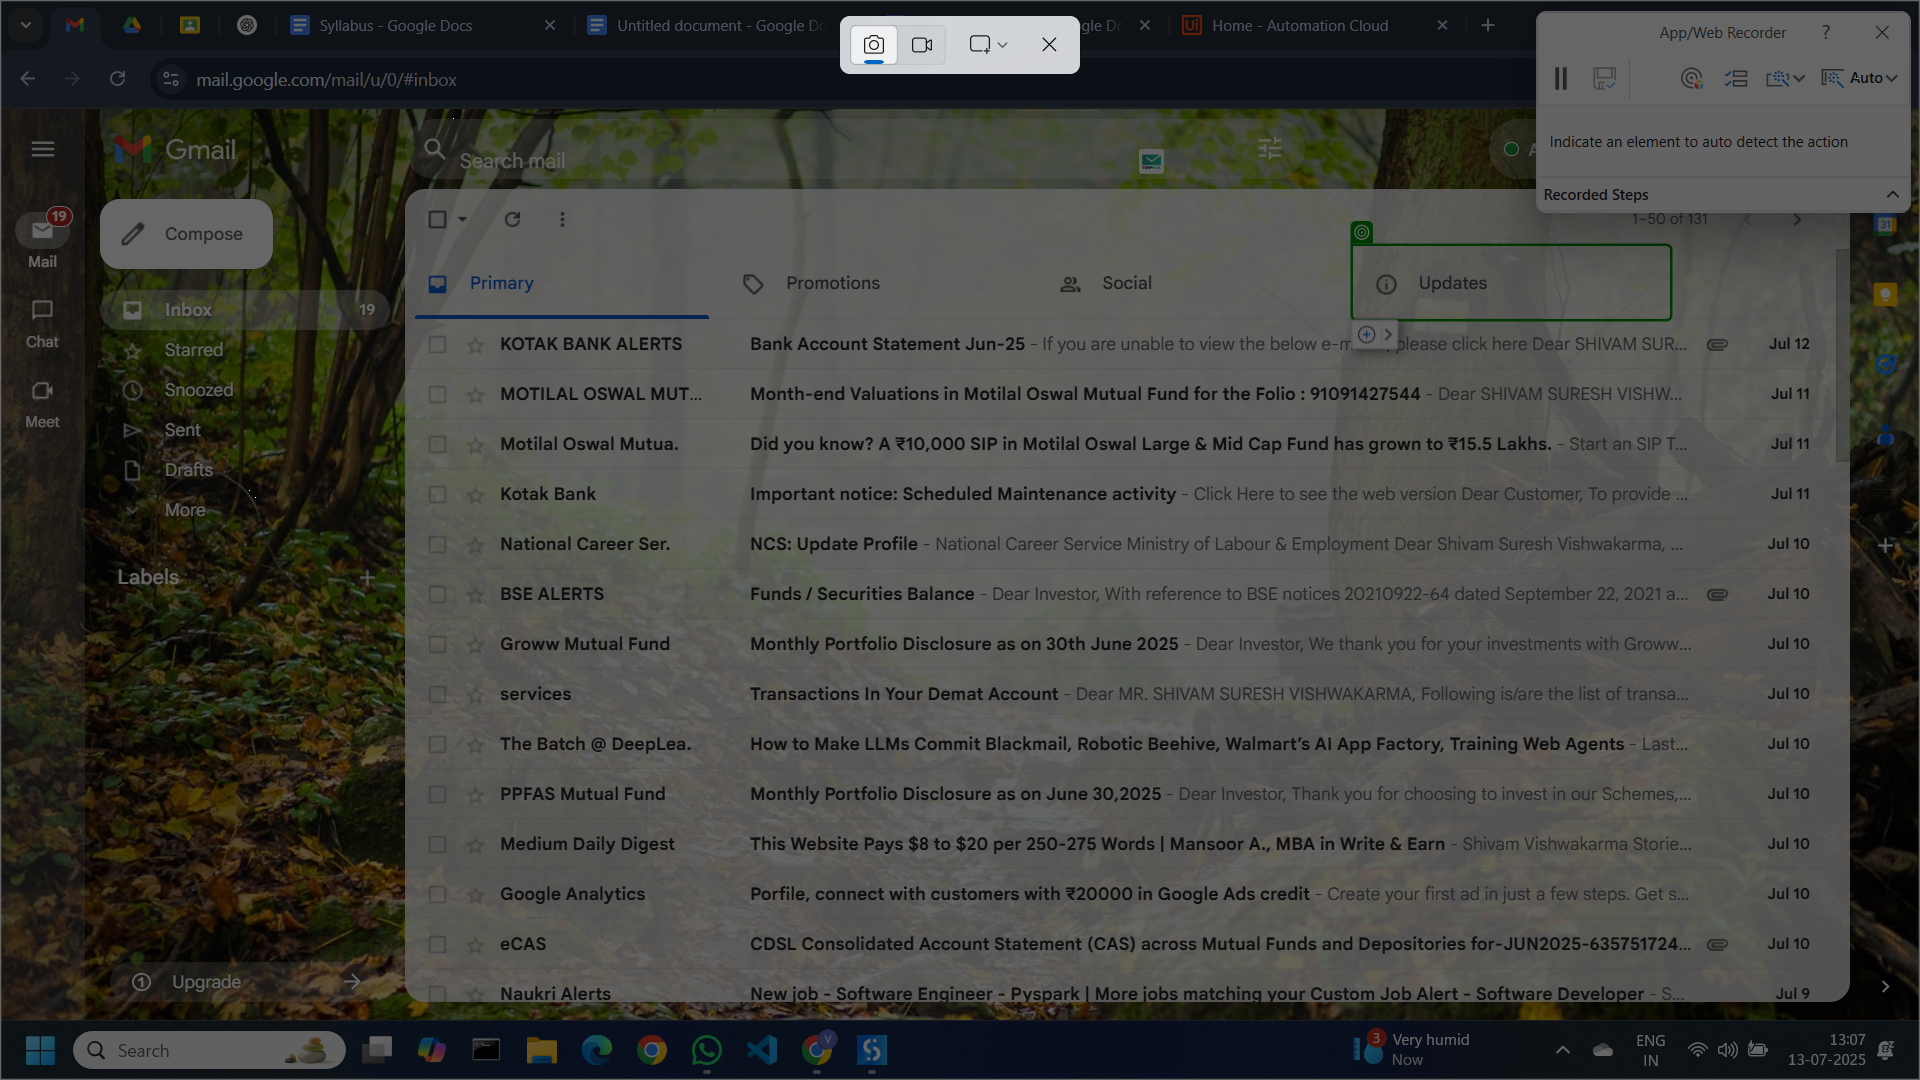 Syllabus - Google Docs
Untitled document - Google Do
gle Do
Home - Automation Cloud
mail.google.com/mail/u/0/#inbox
App/Web Recorder
?
Auto
Indicate an element to auto detect the action
Recorded Steps
Gmail
Search mail
1–50 of 131
19
Mail
Chat
Meet
Compose
Inbox 19
Starred
Snoozed
Sent
Drafts
More
Labels
Upgrade
Primary
Promotions
Social
Updates
KOTAK BANK ALERTS Bank Account Statement Jun-25 - If you are unable to view the below e-m please click here Dear SHIVAM SUR... Jul 12
MOTILAL OSWAL MUT... Month-end Valuations in Motilal Oswal Mutual Fund for the Folio : 91091427544 - Dear SHIVAM SURESH VISHW... Jul 11
Motilal Oswal Mutua. Did you know? A ₹10,000 SIP in Motilal Oswal Large & Mid Cap Fund has grown to ₹15.5 Lakhs. - Start an SIP T... Jul 11
Kotak Bank Important notice: Scheduled Maintenance activity - Click Here to see the web version Dear Customer, To provide ... Jul 11
National Career Ser. NCS: Update Profile - National Career Service Ministry of Labour & Employment Dear Shivam Suresh Vishwakarma, ... Jul 10
BSE ALERTS Funds / Securities Balance - Dear Investor, With reference to BSE notices 20210922-64 dated September 22, 2021 a... Jul 10
Groww Mutual Fund Monthly Portfolio Disclosure as on 30th June 2025 - Dear Investor, We thank you for your investments with Groww... Jul 10
services Transactions In Your Demat Account - Dear MR. SHIVAM SURESH VISHWAKARMA, Following is/are the list of transa... Jul 10
The Batch @ DeepLea. How to Make LLMs Commit Blackmail, Robotic Beehive, Walmart's AI App Factory, Training Web Agents - Last... Jul 10
PPFAS Mutual Fund Monthly Portfolio Disclosure as on June 30,2025 - Dear Investor, Thank you for choosing to invest in our Schemes,... Jul 10
Medium Daily Digest This Website Pays $8 to $20 per 250-275 Words | Mansoor A., MBA in Write & Earn - Shivam Vishwakarma Storie... Jul 10
Google Analytics Porfile, connect with customers with ₹20000 in Google Ads credit - Create your first ad in just a few steps. Get s... Jul 10
eCAS CDSL Consolidated Account Statement (CAS) across Mutual Funds and Depositories for-JUN2025-635751724... Jul 10
Naukri Alerts New job - Software Engineer - Pyspark | More jobs matching your Custom Job Alert - Software Developer - S... Jul 9
31
Search
V
3
Very humid
Now
ENG
IN
13:07
13-07-2025